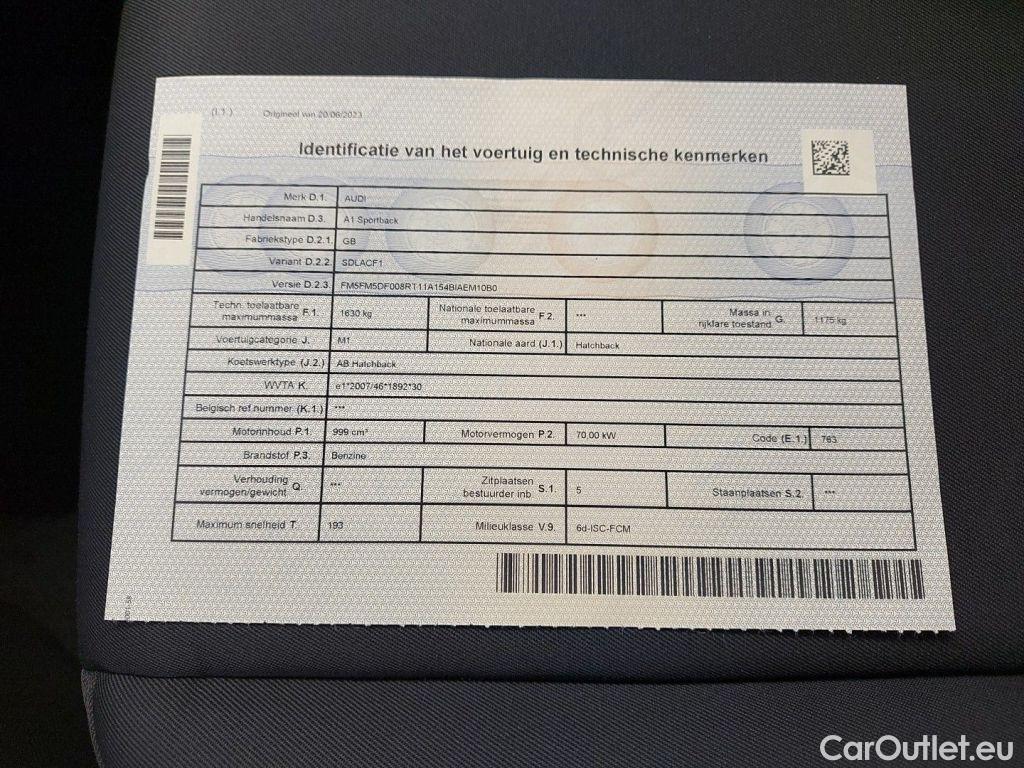 (I.1.) Origineel van 20/06/2023
Identificatie van het voertuig en technische kenmerken
Merk D.1. AUDI
Handelsnaam D.3. A1 Sportback
Fabriekstype D.2.1. GB
Variant D.2.2. SDLACF1
Versie D.2.3. FM5FM5DF008RT11A154BIAEM10B0
Techn. toelaatbare maximummassa F.1. 1630 kg Nationale toelaatbare maximummassa F.2. *** Massa in rijklare toestand G. 1175 kg
Voertuigcategorie J. M1 Nationale aard (J.1.) Hatchback
Koetswerktype (J.2.) AB Hatchback
WVTA K. e1*2007/46*1892*30
Belgisch ref.nummer (K.1.) ***
Motorinhoud P.1. 999 cm³ Motorvermogen P.2. 70,00 kW Code (E.1.) 763
Brandstof P.3. Benzine
Verhouding vermogen/gewicht Q. *** Zitplaatsen bestuurder inb S.1. 5 Staanplaatsen S.2. ***
Maximum snelheid T. 193 Milieuklasse V.9. 6d-ISC-FCM
CarOutlet.eu